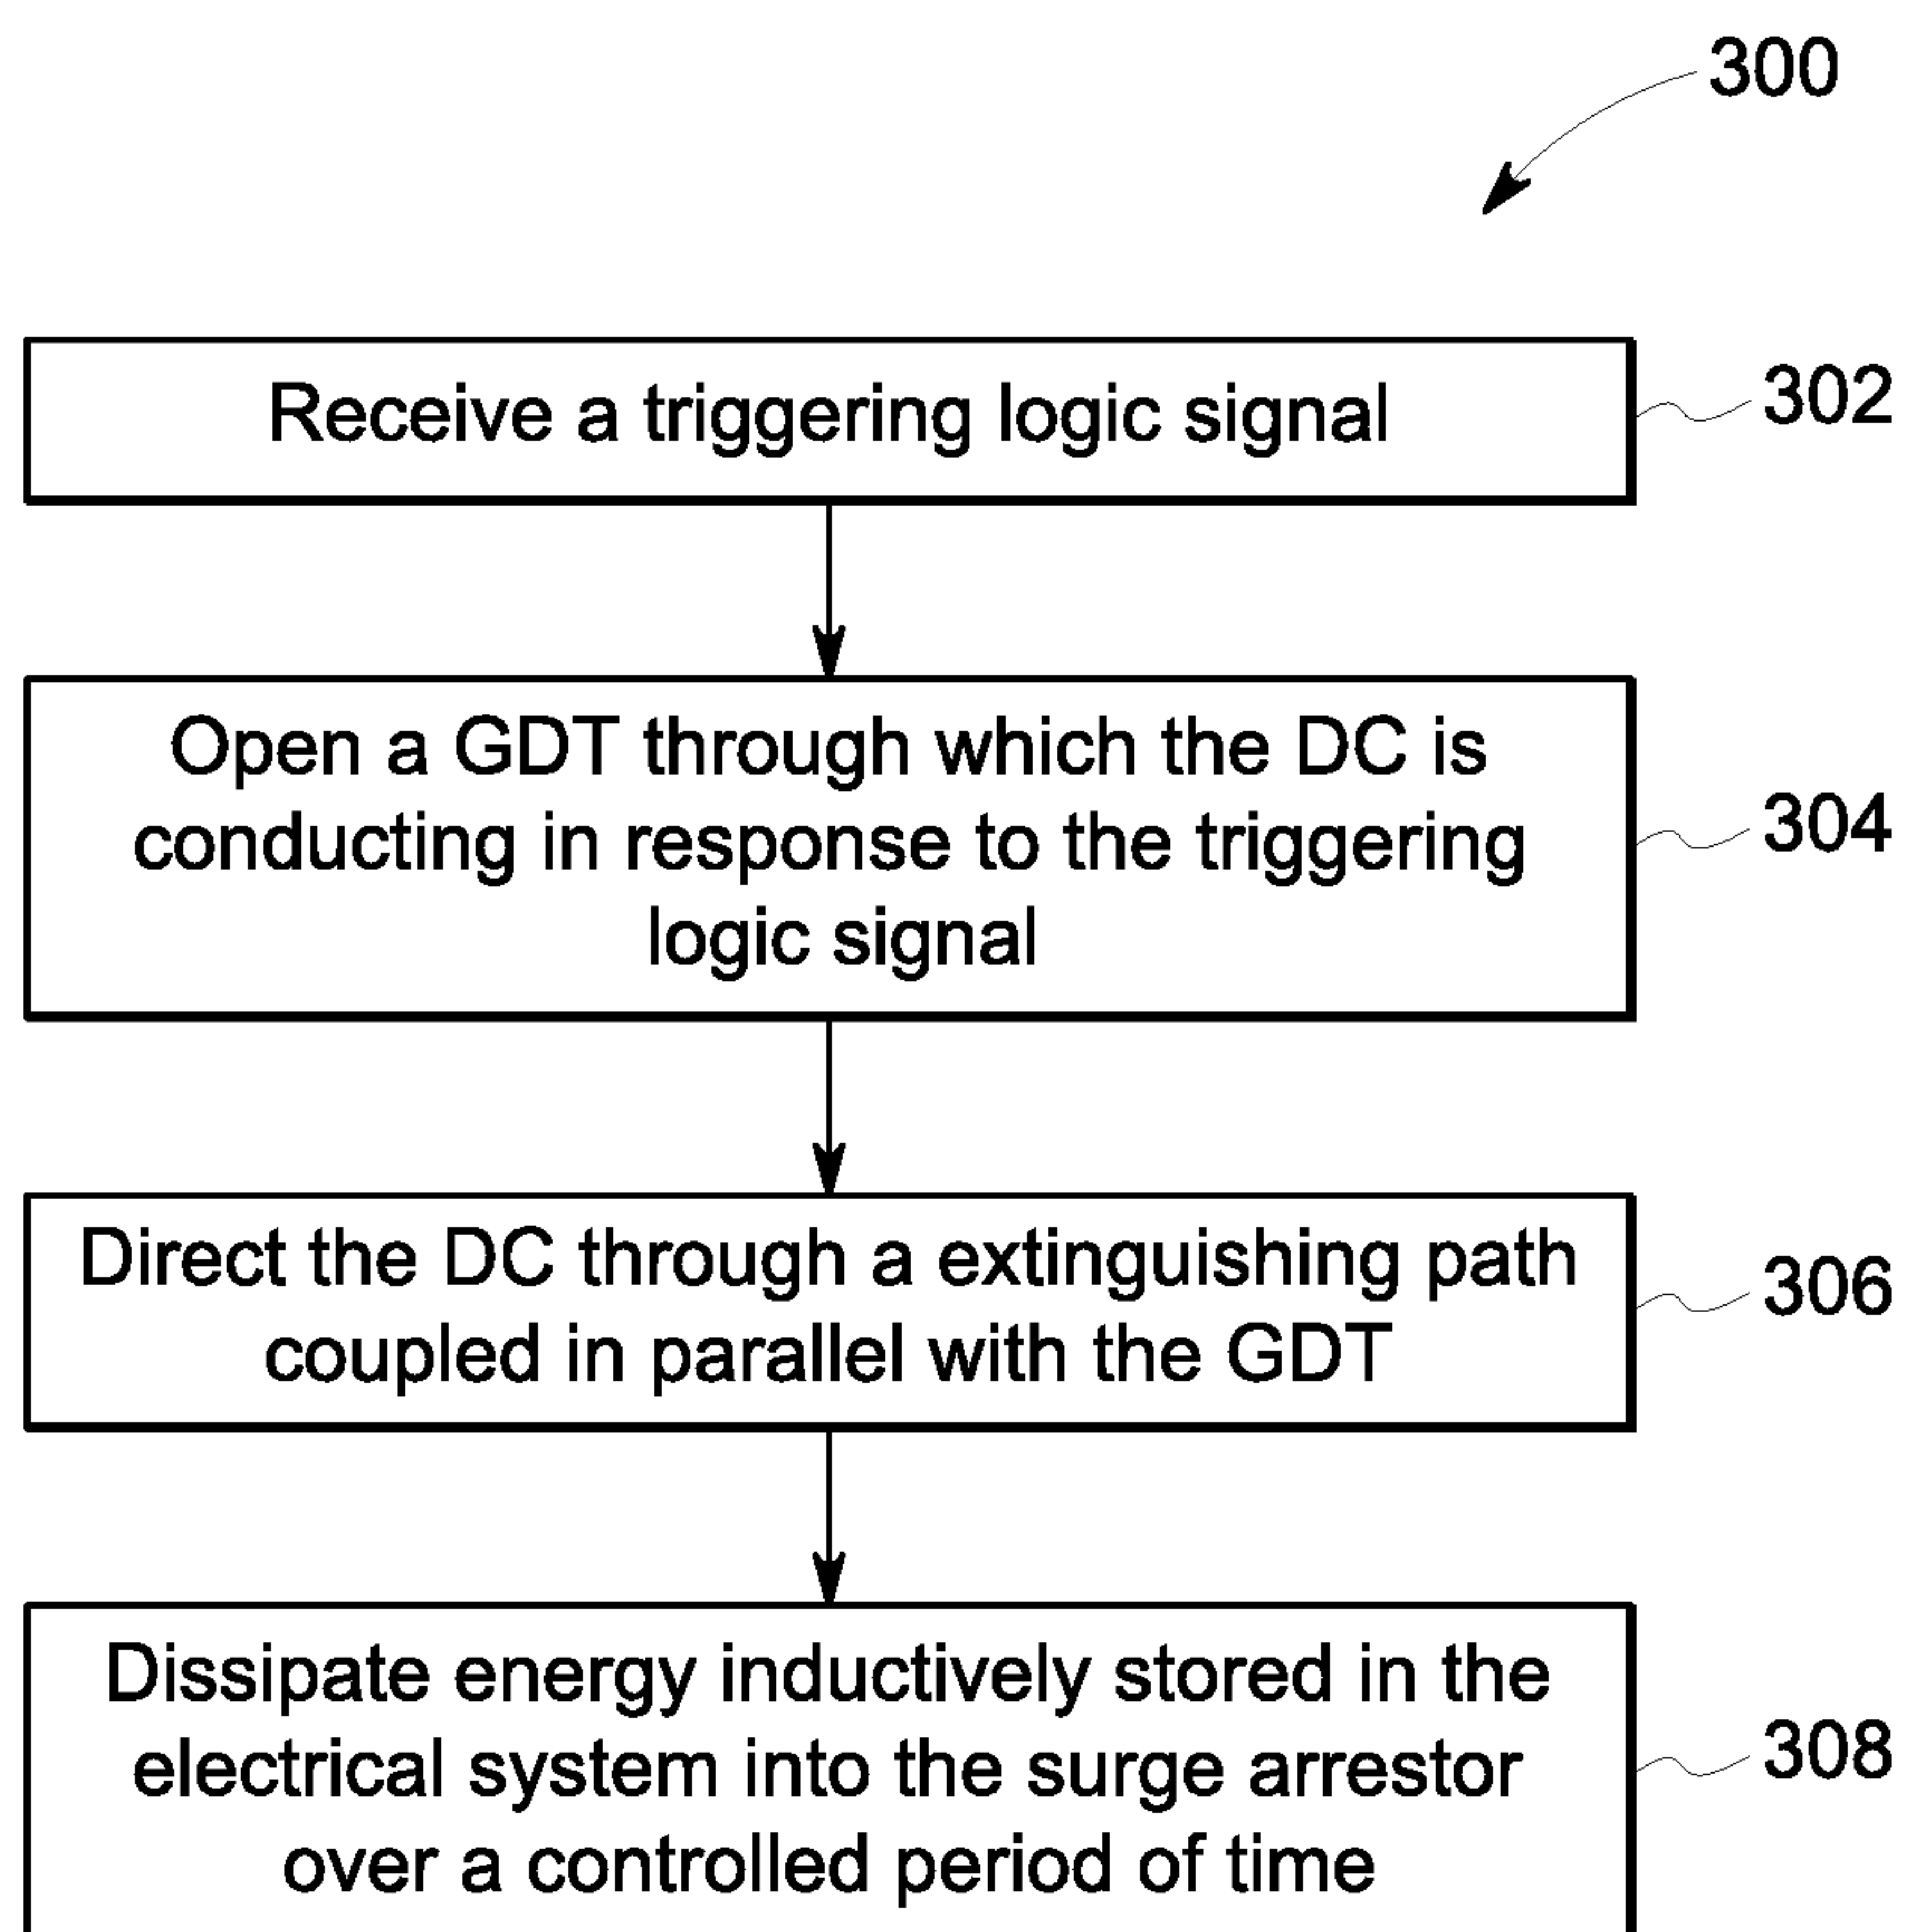 300
Receive a triggering logic signal
302
Open a GDT through which the DC is
conducting in response to the triggering
logic signal
304
Direct the DC through a extinguishing path
coupled in parallel with the GDT
306
Dissipate energy inductively stored in the
electrical system into the surge arrestor
over a controlled period of time
308